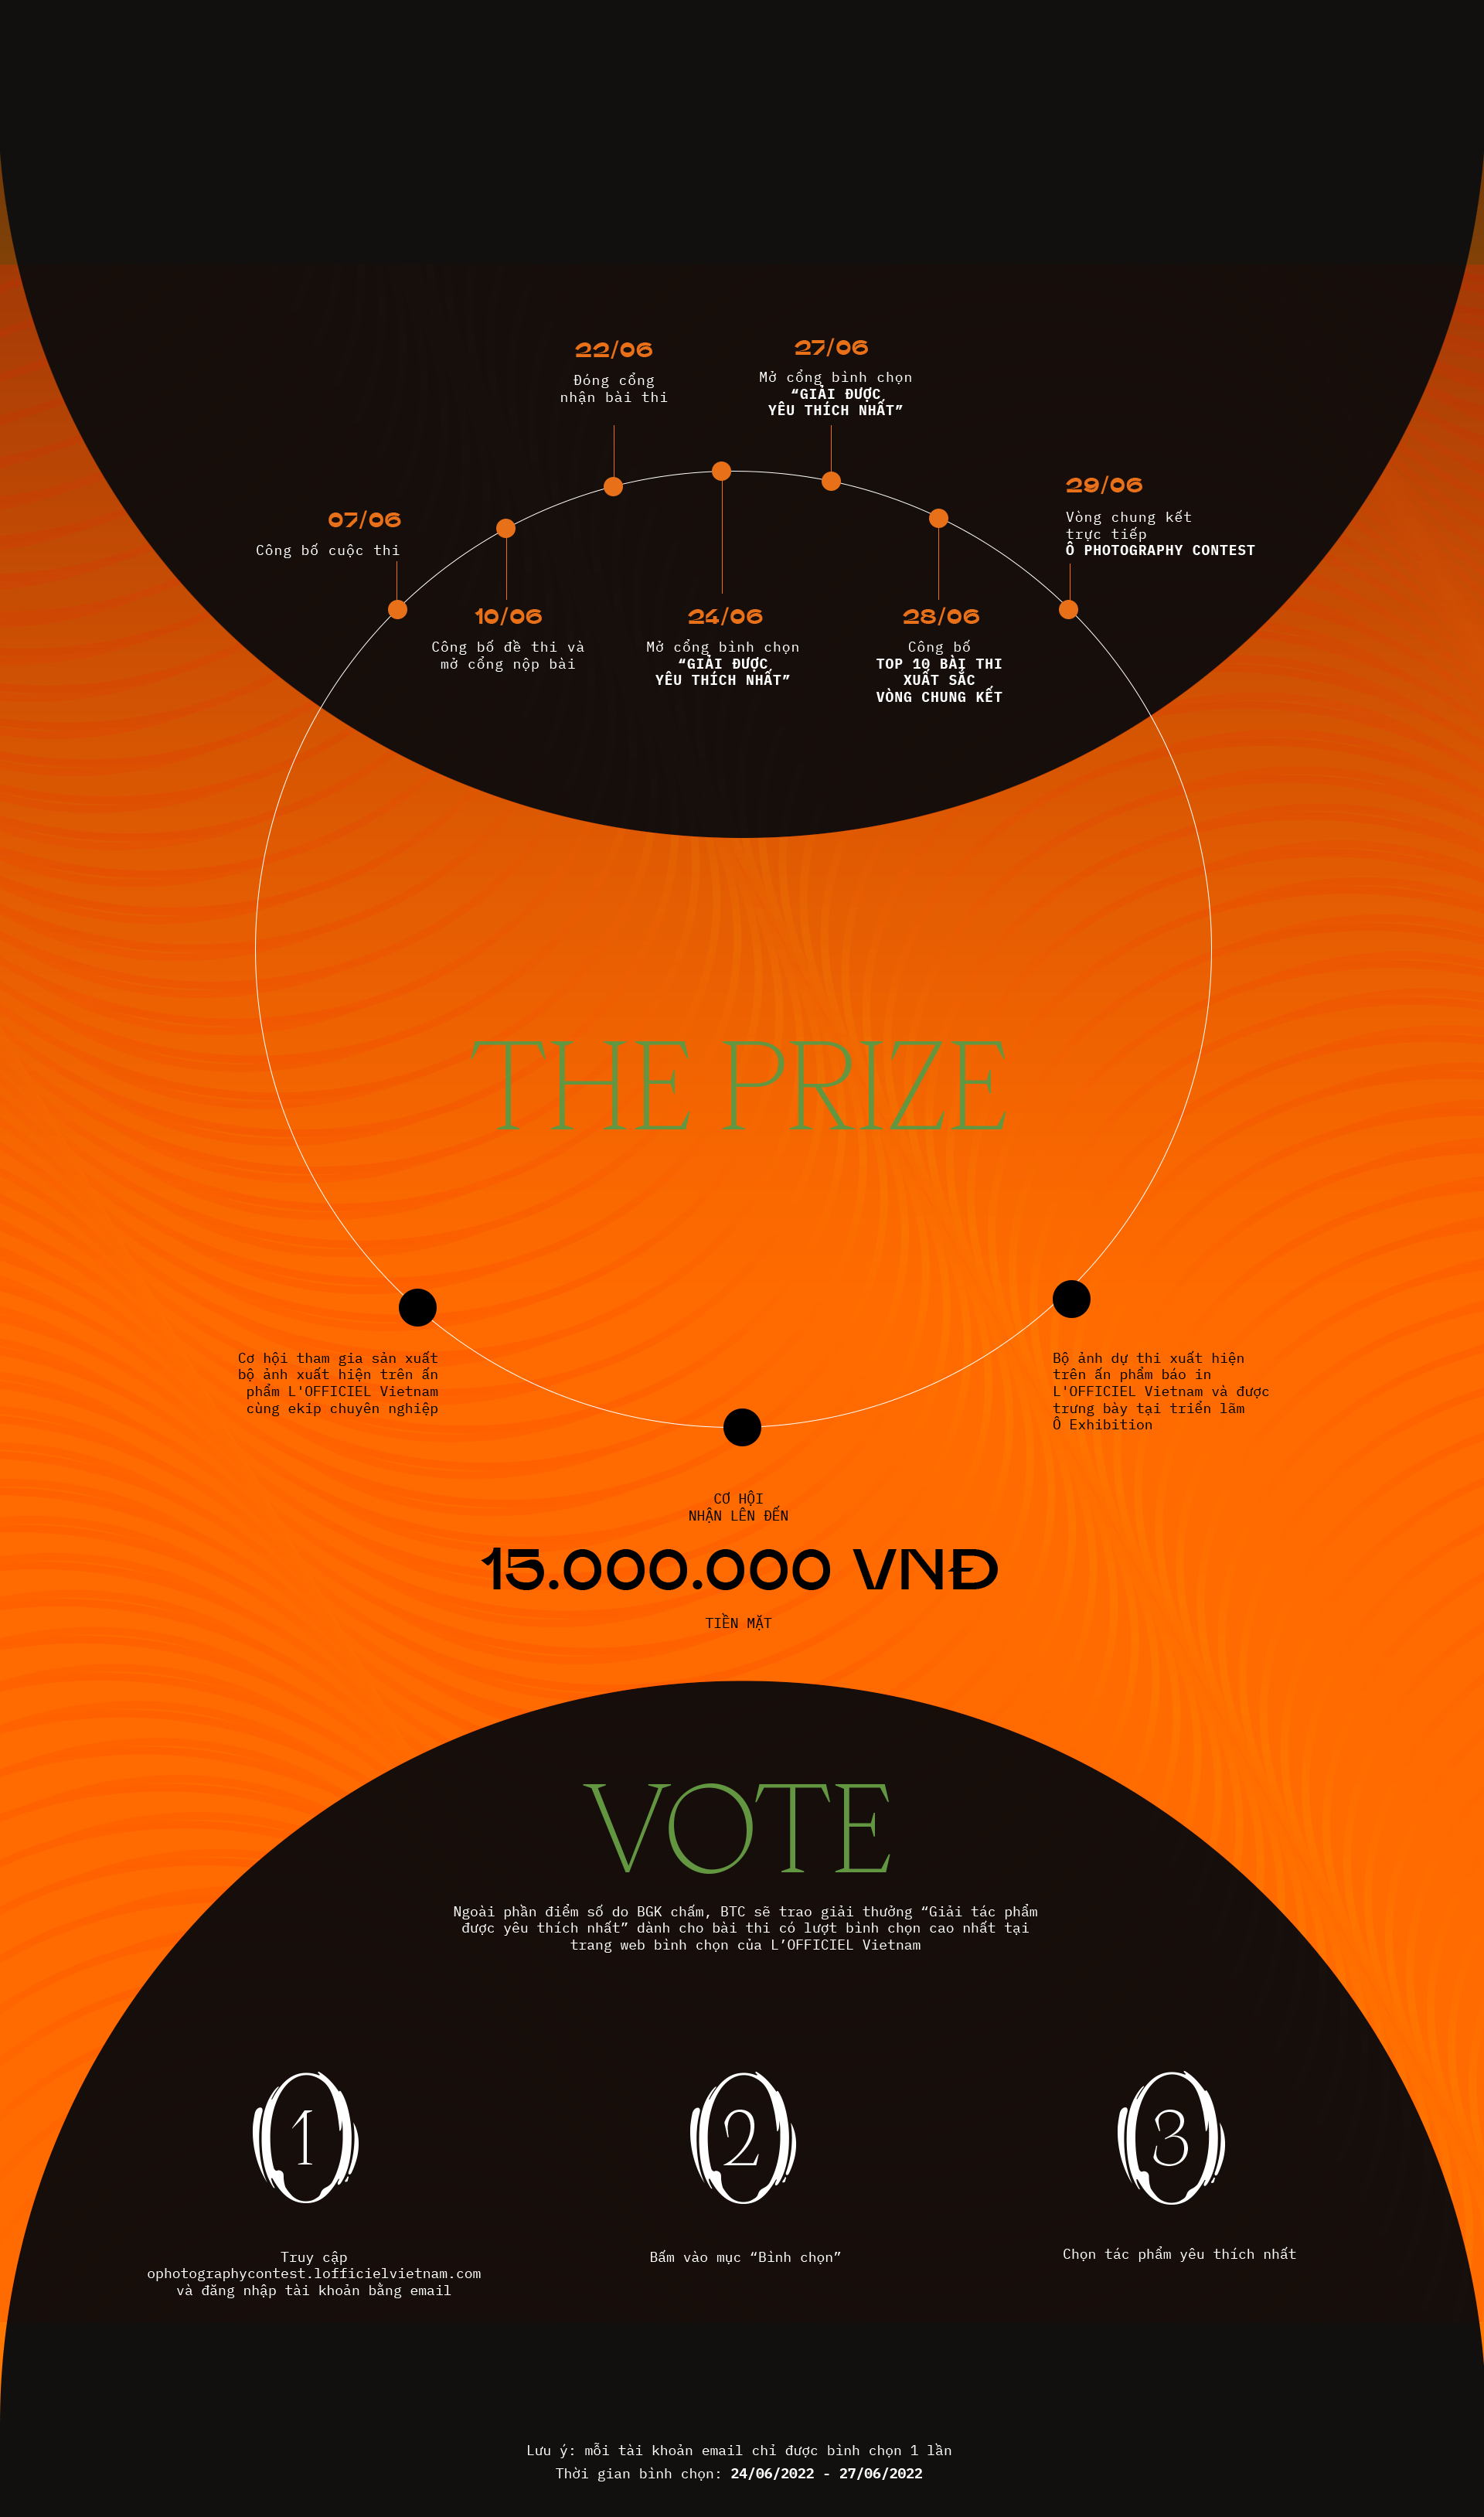 22/06
Đóng cổng
nhận bài thi
27/06
Mở cổng bình chọn
“GIẢI ĐƯỢC
YÊU THÍCH NHẤT”
07/06
Công bố cuộc thi
29/06
Vòng chung kết
trực tiếp
Ô PHOTOGRAPHY CONTEST
10/06
Công bố đề thi và
mở cổng nộp bài
24/06
Mở cổng bình chọn
“GIẢI ĐƯỢC
YÊU THÍCH NHẤT”
28/06
Công bố
TOP 10 BÀI THI
XUẤT SẮC
VÒNG CHUNG KẾT
THE PRIZE
Cơ hội tham gia sản xuất
bộ ảnh xuất hiện trên ấn
phẩm L'OFFICIEL Vietnam
cùng ekip chuyên nghiệp
Bộ ảnh dự thi xuất hiện
trên ấn phẩm báo in
L'OFFICIEL Vietnam và được
trưng bày tại triển lãm
Ô Exhibition
CƠ HỘI
NHẬN LÊN ĐẾN
15.000.000 VNĐ
TIỀN MẶT
VOTE
Ngoài phần điểm số do BGK chấm, BTC sẽ trao giải thưởng “Giải tác phẩm
được yêu thích nhất” dành cho bài thi có lượt bình chọn cao nhất tại
trang web bình chọn của L’OFFICIEL Vietnam
1
Truy cập
ophotographycontest.lofficielvietnam.com
và đăng nhập tài khoản bằng email
2
Bấm vào mục “Bình chọn”
3
Chọn tác phẩm yêu thích nhất
Lưu ý: mỗi tài khoản email chỉ được bình chọn 1 lần
Thời gian bình chọn: 24/06/2022 - 27/06/2022